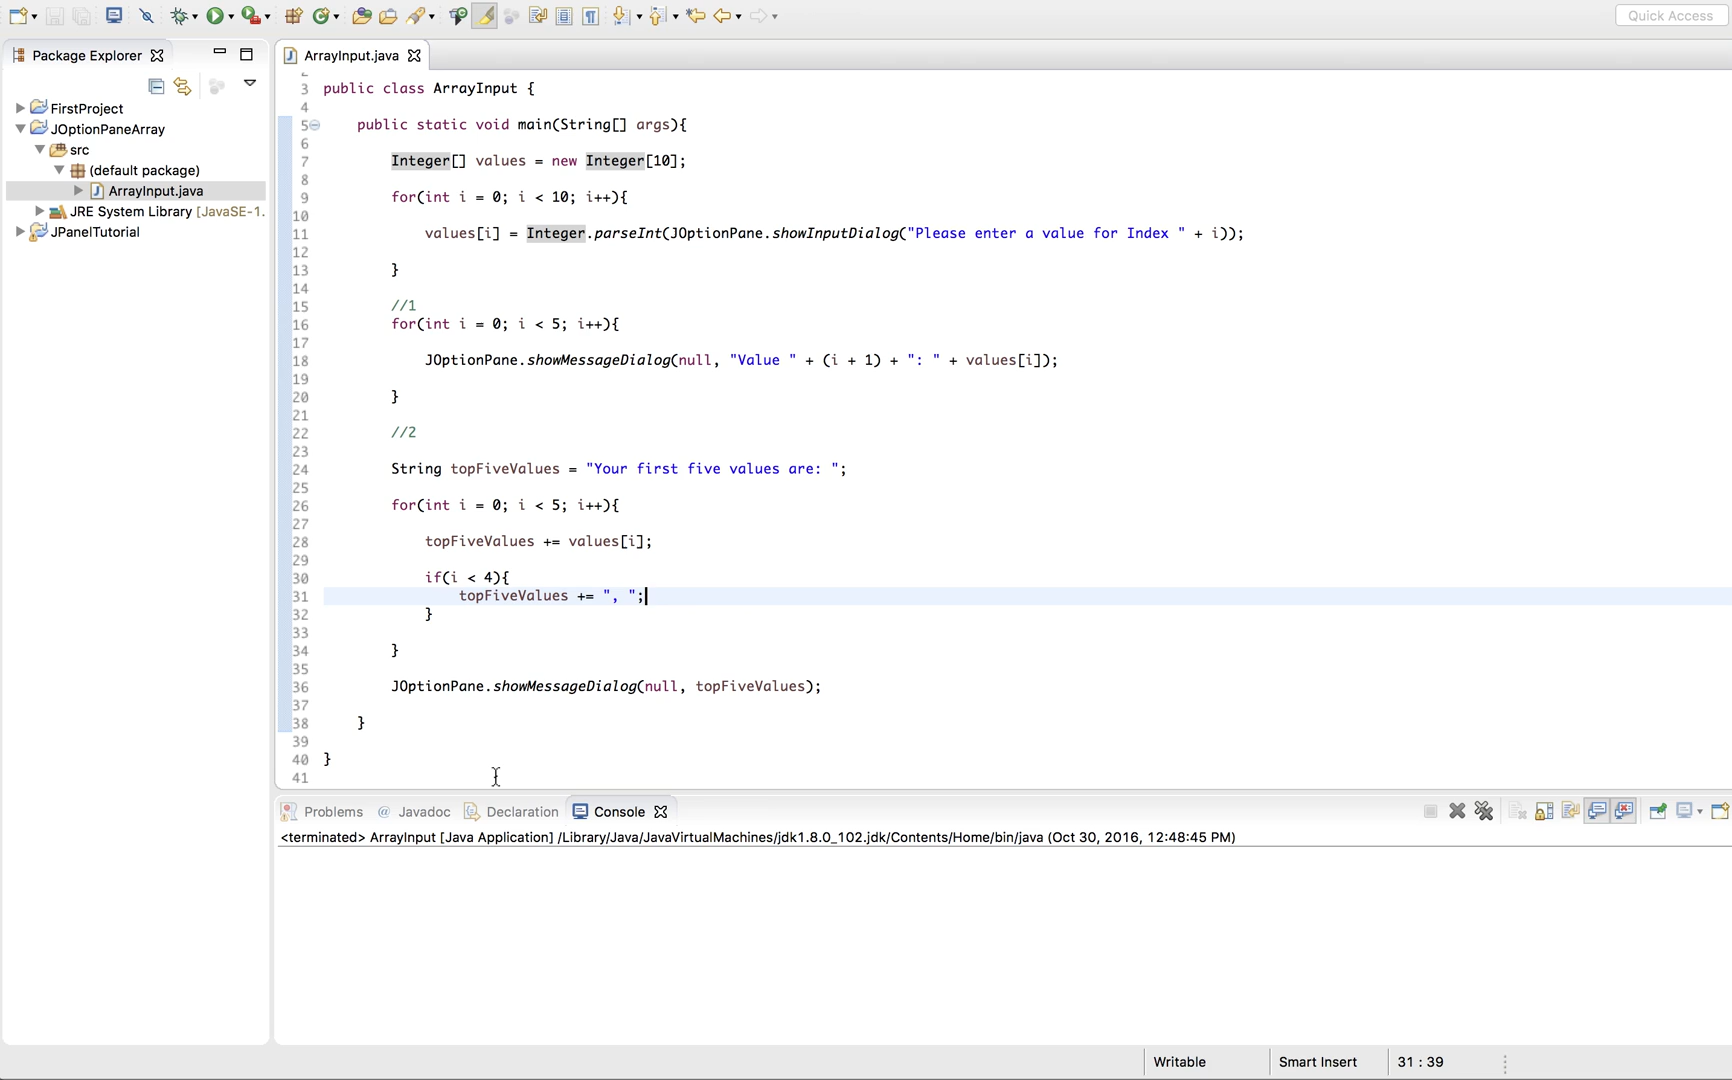 Quick Access
Package Explorer
ArrayInput.java
FirstProject
JOptionPaneArray
src
(default package)
ArrayInput.java
JRE System Library [JavaSE-1.
JPanelTutorial
3 public class ArrayInput {
4
5 public static void main(String[] args){
6
7 Integer[] values = new Integer[10];
8
9 for(int i = 0; i < 10; i++){
10
11 values[i] = Integer.parseInt(JOptionPane.showInputDialog("Please enter a value for Index " + i));
12
13 }
14
15 //1
16 for(int i = 0; i < 5; i++){
17
18 JOptionPane.showMessageDialog(null, "Value " + (i + 1) + ": " + values[i]);
19
20 }
21
22 //2
23
24 String topFiveValues = "Your first five values are: ";
25
26 for(int i = 0; i < 5; i++){
27
28 topFiveValues += values[i];
29
30 if(i < 4){
31 topFiveValues += ", ";
32 }
33
34 }
35
36 JOptionPane.showMessageDialog(null, topFiveValues);
37
38 }
39
40 }
41
Problems @ Javadoc Declaration Console
<terminated> ArrayInput [Java Application] /Library/Java/JavaVirtualMachines/jdk1.8.0_102.jdk/Contents/Home/bin/java (Oct 30, 2016, 12:48:45 PM)
Writable Smart Insert 31 : 39